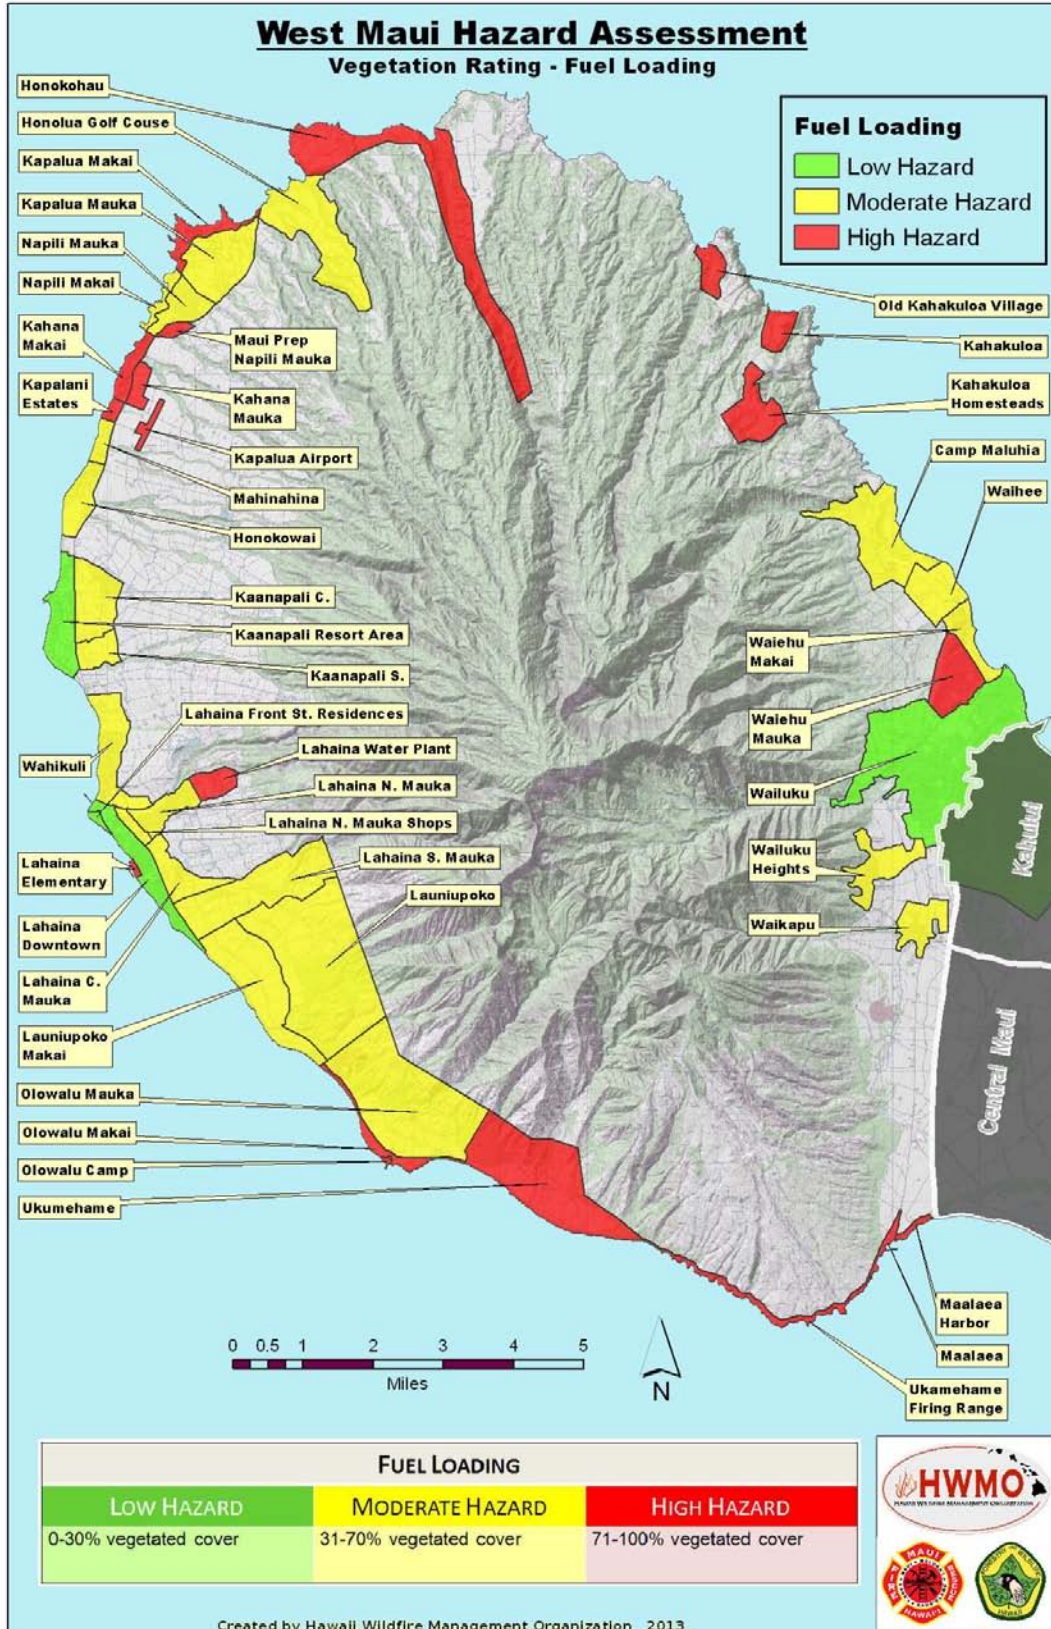 West Maui Hazard Assessment
Vegetation Rating - Fuel Loading
Honokohau
Honolua Golf Couse
Kapalua Makai
Kapalua Mauka
Napili Mauka
Napili Makai
Kahana
Makai
Kapalani
Estates
Maui Prep
Napili Mauka
Kahana
Mauka
Kapalua Airport
Mahinahina
Honokowai
Kaanapali C.
Kaanapali Resort Area
Kaanapali S.
Lahaina Front St. Residences
Wahikuli
Lahaina Water Plant
Lahaina N. Mauka
Lahaina N. Mauka Shops
Lahaina
Elementary
Lahaina S. Mauka
Launiupoko
Lahaina
Downtown
Lahaina C.
Mauka
Launiupoko
Makai
Olowalu Mauka
Olowalu Makai
Olowalu Camp
Ukumehame
Fuel Loading
Low Hazard
Moderate Hazard
High Hazard
Old Kahakuloa Village
Kahakuloa
Kahakuloa
Homesteads
Camp Maluhia
Waihee
Waiehu
Makai
Waiehu
Mauka
Wailuku
Wailuku
Heights
Waikapu
Kahului
Central Maui
Maalaea
Harbor
Maalaea
Ukamehame
Firing Range
0 0.5 1 2 3 4 5
Miles
N
FUEL LOADING
LOW HAZARD MODERATE HAZARD HIGH HAZARD
0-30% vegetated cover 31-70% vegetated cover 71-100% vegetated cover
HWMO
HAWAII WILDFIRE MANAGEMENT ORGANIZATION
MAUI
FIRE
HAWAI'I
Created by Hawaii Wildfire Management Organization, 2013